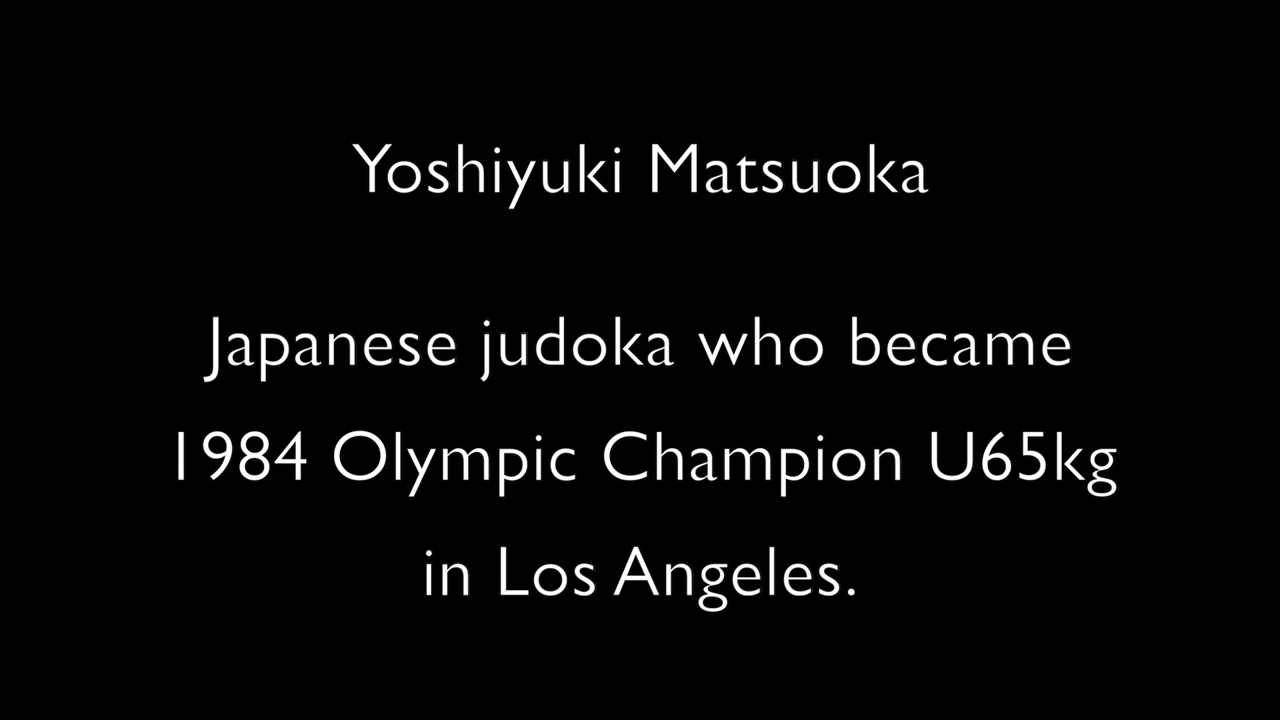 Yoshiyuki Matsuoka
Japanese judoka who became
1984 Olympic Champion U65kg
in Los Angeles.